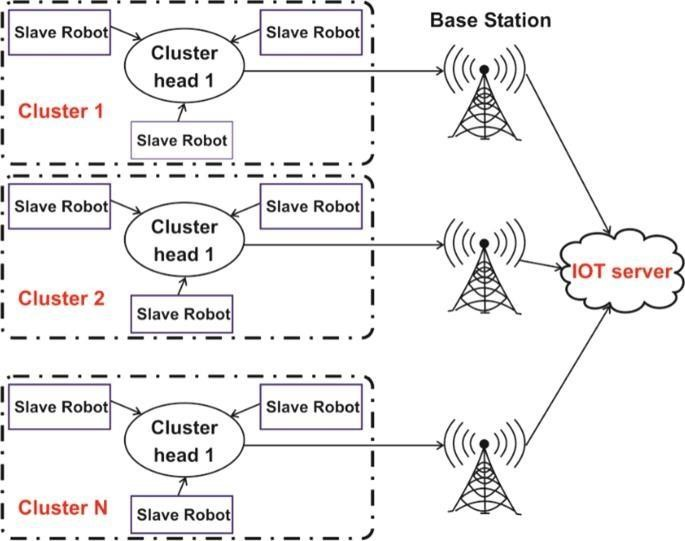 Base Station
Slave Robot
Slave Robot
Cluster
head 1
Cluster 1
Slave Robot
Slave Robot
Slave Robot
Cluster
head 1
Cluster 2
Slave Robot
IOT server
Slave Robot
Slave Robot
Cluster
head 1
Cluster N
Slave Robot